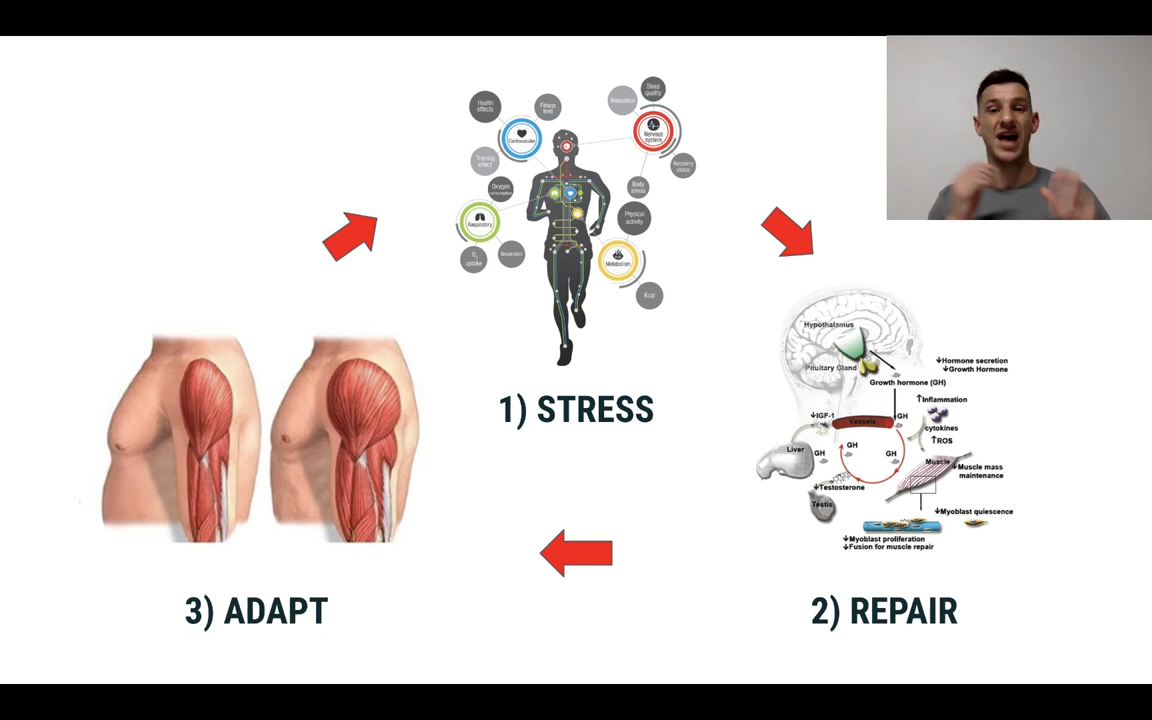 Health
effects
Fitness
level
Cardiovascular
Training
effect
Oxygen
consumption
Respiratory
O2
uptake
Respiration
Relaxation
Sleep
quality
Nervous
system
Recovery
status
Body
stress
Physical
activity
Metabolism
Kcal
1) STRESS
Hypothalamus
Pituitary Gland
↓Hormone secretion
↓Growth Hormone
Growth hormone (GH)
↑Inflammation
↓IGF-1
Vessels
GH
cytokines
↑ROS
Liver
GH
GH
GH
Muscle
↓Muscle mass
maintenance
↓Testosterone
Testis
↓Myoblast quiescence
↓Myoblast proliferation
↓Fusion for muscle repair
2) REPAIR
3) ADAPT